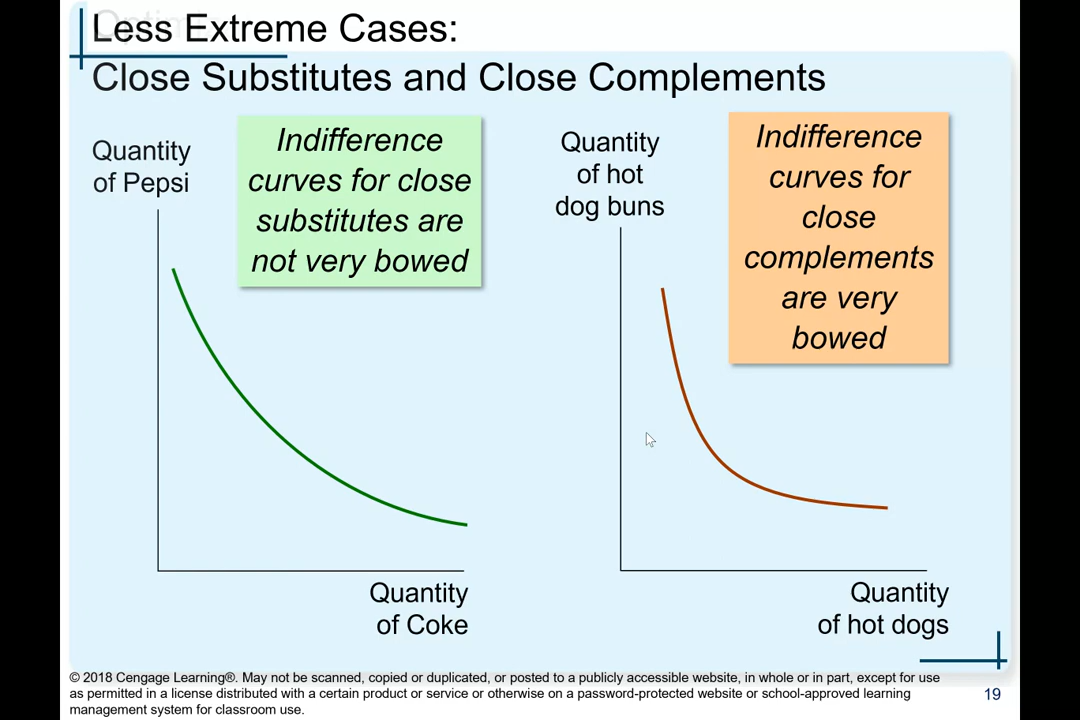 Less Extreme Cases:
Close Substitutes and Close Complements
Quantity
of Pepsi
Indifference
curves for close
substitutes are
not very bowed
Quantity
of Coke
Quantity
of hot
dog buns
Indifference
curves for
close
complements
are very
bowed
Quantity
of hot dogs
© 2018 Cengage Learning®. May not be scanned, copied or duplicated, or posted to a publicly accessible website, in whole or in part, except for use
as permitted in a license distributed with a certain product or service or otherwise on a password-protected website or school-approved learning
management system for classroom use.
19